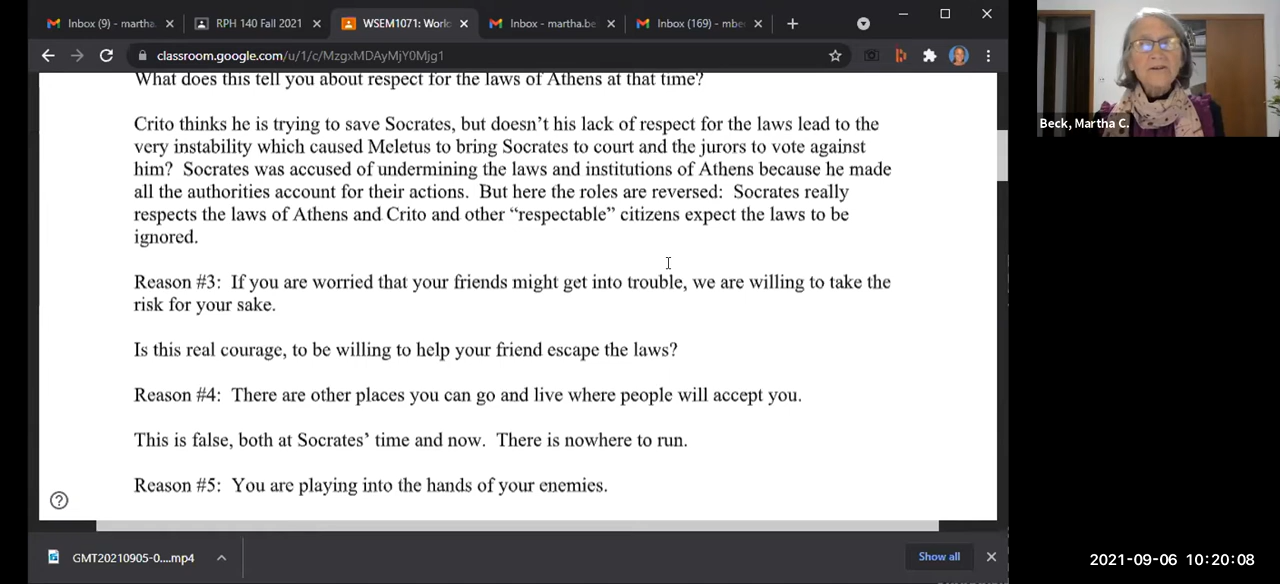 Inbox (9) - martha.
RPH 140 Fall 2021
WSEM1071: World
Inbox - martha.be
Inbox (169) - mbe
classroom.google.com/u/1/c/MzgxMDAyMjY0Mjg1
What does this tell you about respect for the laws of Athens at that time?
Crito thinks he is trying to save Socrates, but doesn’t his lack of respect for the laws lead to the
very instability which caused Meletus to bring Socrates to court and the jurors to vote against
him? Socrates was accused of undermining the laws and institutions of Athens because he made
all the authorities account for their actions. But here the roles are reversed: Socrates really
respects the laws of Athens and Crito and other “respectable” citizens expect the laws to be
ignored.
Reason #3: If you are worried that your friends might get into trouble, we are willing to take the
risk for your sake.
Is this real courage, to be willing to help your friend escape the laws?
Reason #4: There are other places you can go and live where people will accept you.
This is false, both at Socrates’ time and now. There is nowhere to run.
Reason #5: You are playing into the hands of your enemies.
GMT20210905-0....mp4
Show all
Beck, Martha C.
2021-09-06 10:20:08